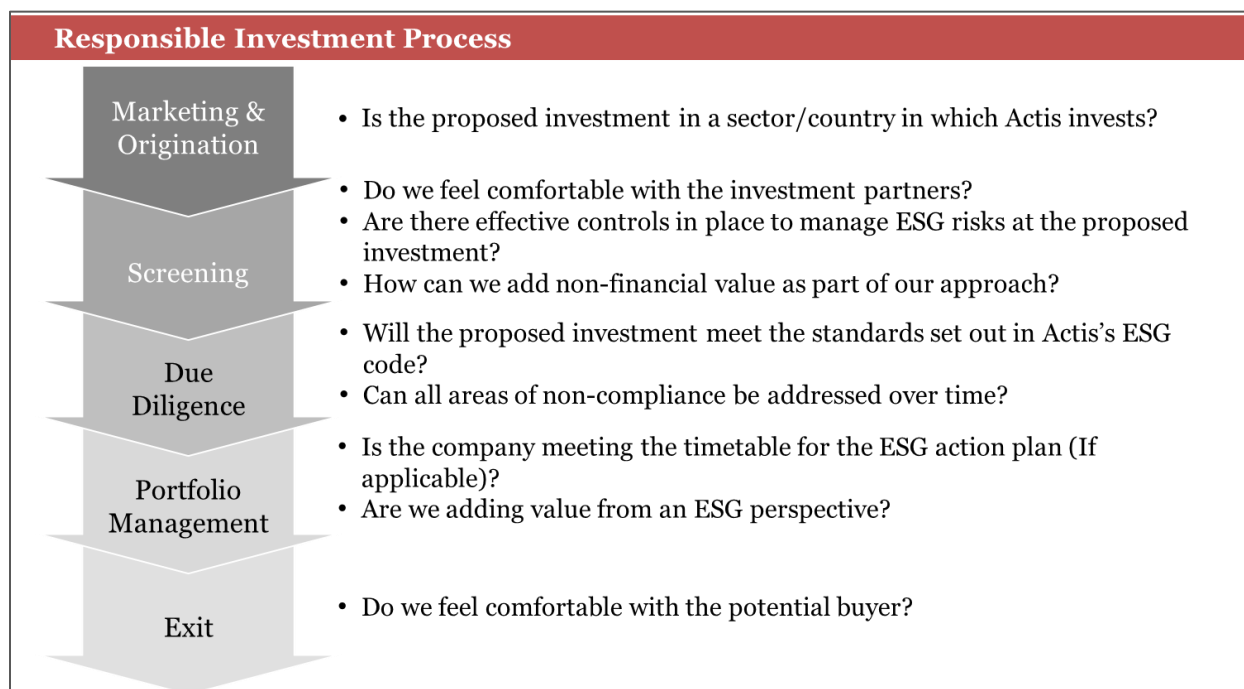 Responsible Investment Process
Marketing &
Origination
• Is the proposed investment in a sector/country in which Actis invests?
Screening
• Do we feel comfortable with the investment partners?
• Are there effective controls in place to manage ESG risks at the proposed
investment?
• How can we add non-financial value as part of our approach?
Due
Diligence
• Will the proposed investment meet the standards set out in Actis’s ESG
code?
• Can all areas of non-compliance be addressed over time?
Portfolio
Management
• Is the company meeting the timetable for the ESG action plan (If
applicable)?
• Are we adding value from an ESG perspective?
Exit
• Do we feel comfortable with the potential buyer?